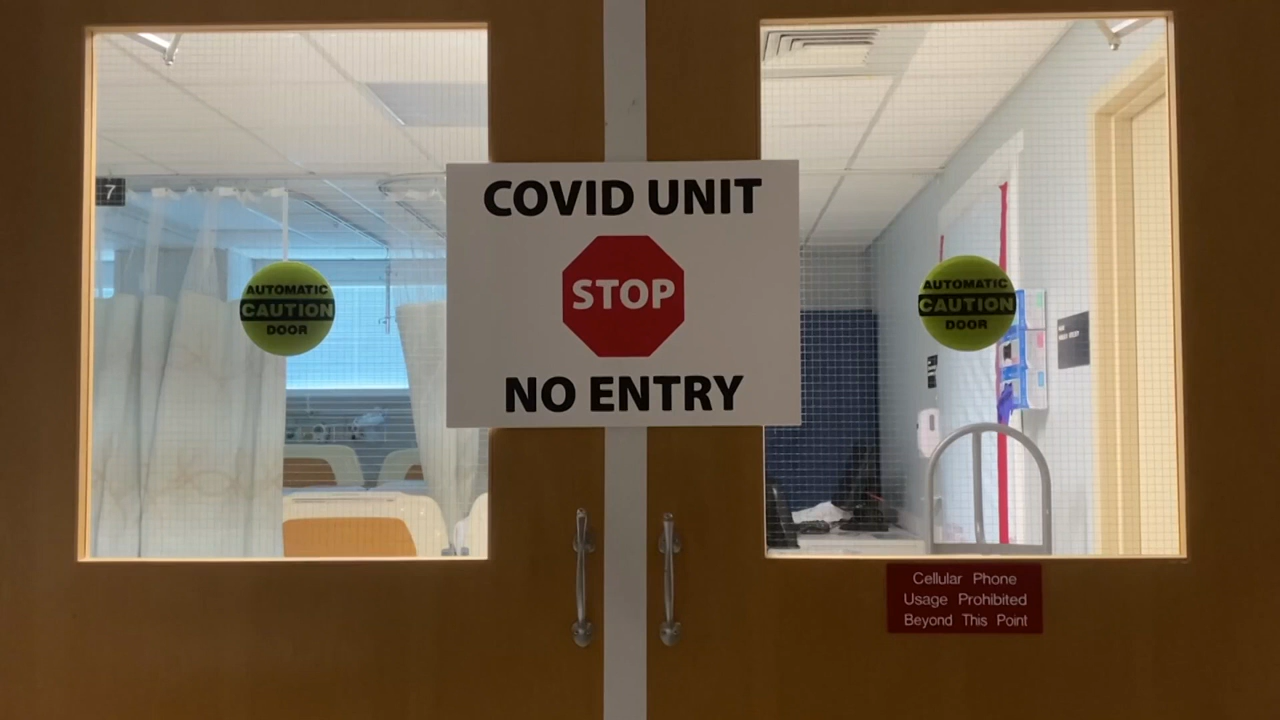 7
COVID UNIT
STOP
NO ENTRY
AUTOMATIC
CAUTION
DOOR
AUTOMATIC
CAUTION
DOOR
Cellular Phone
Usage Prohibited
Beyond This Point